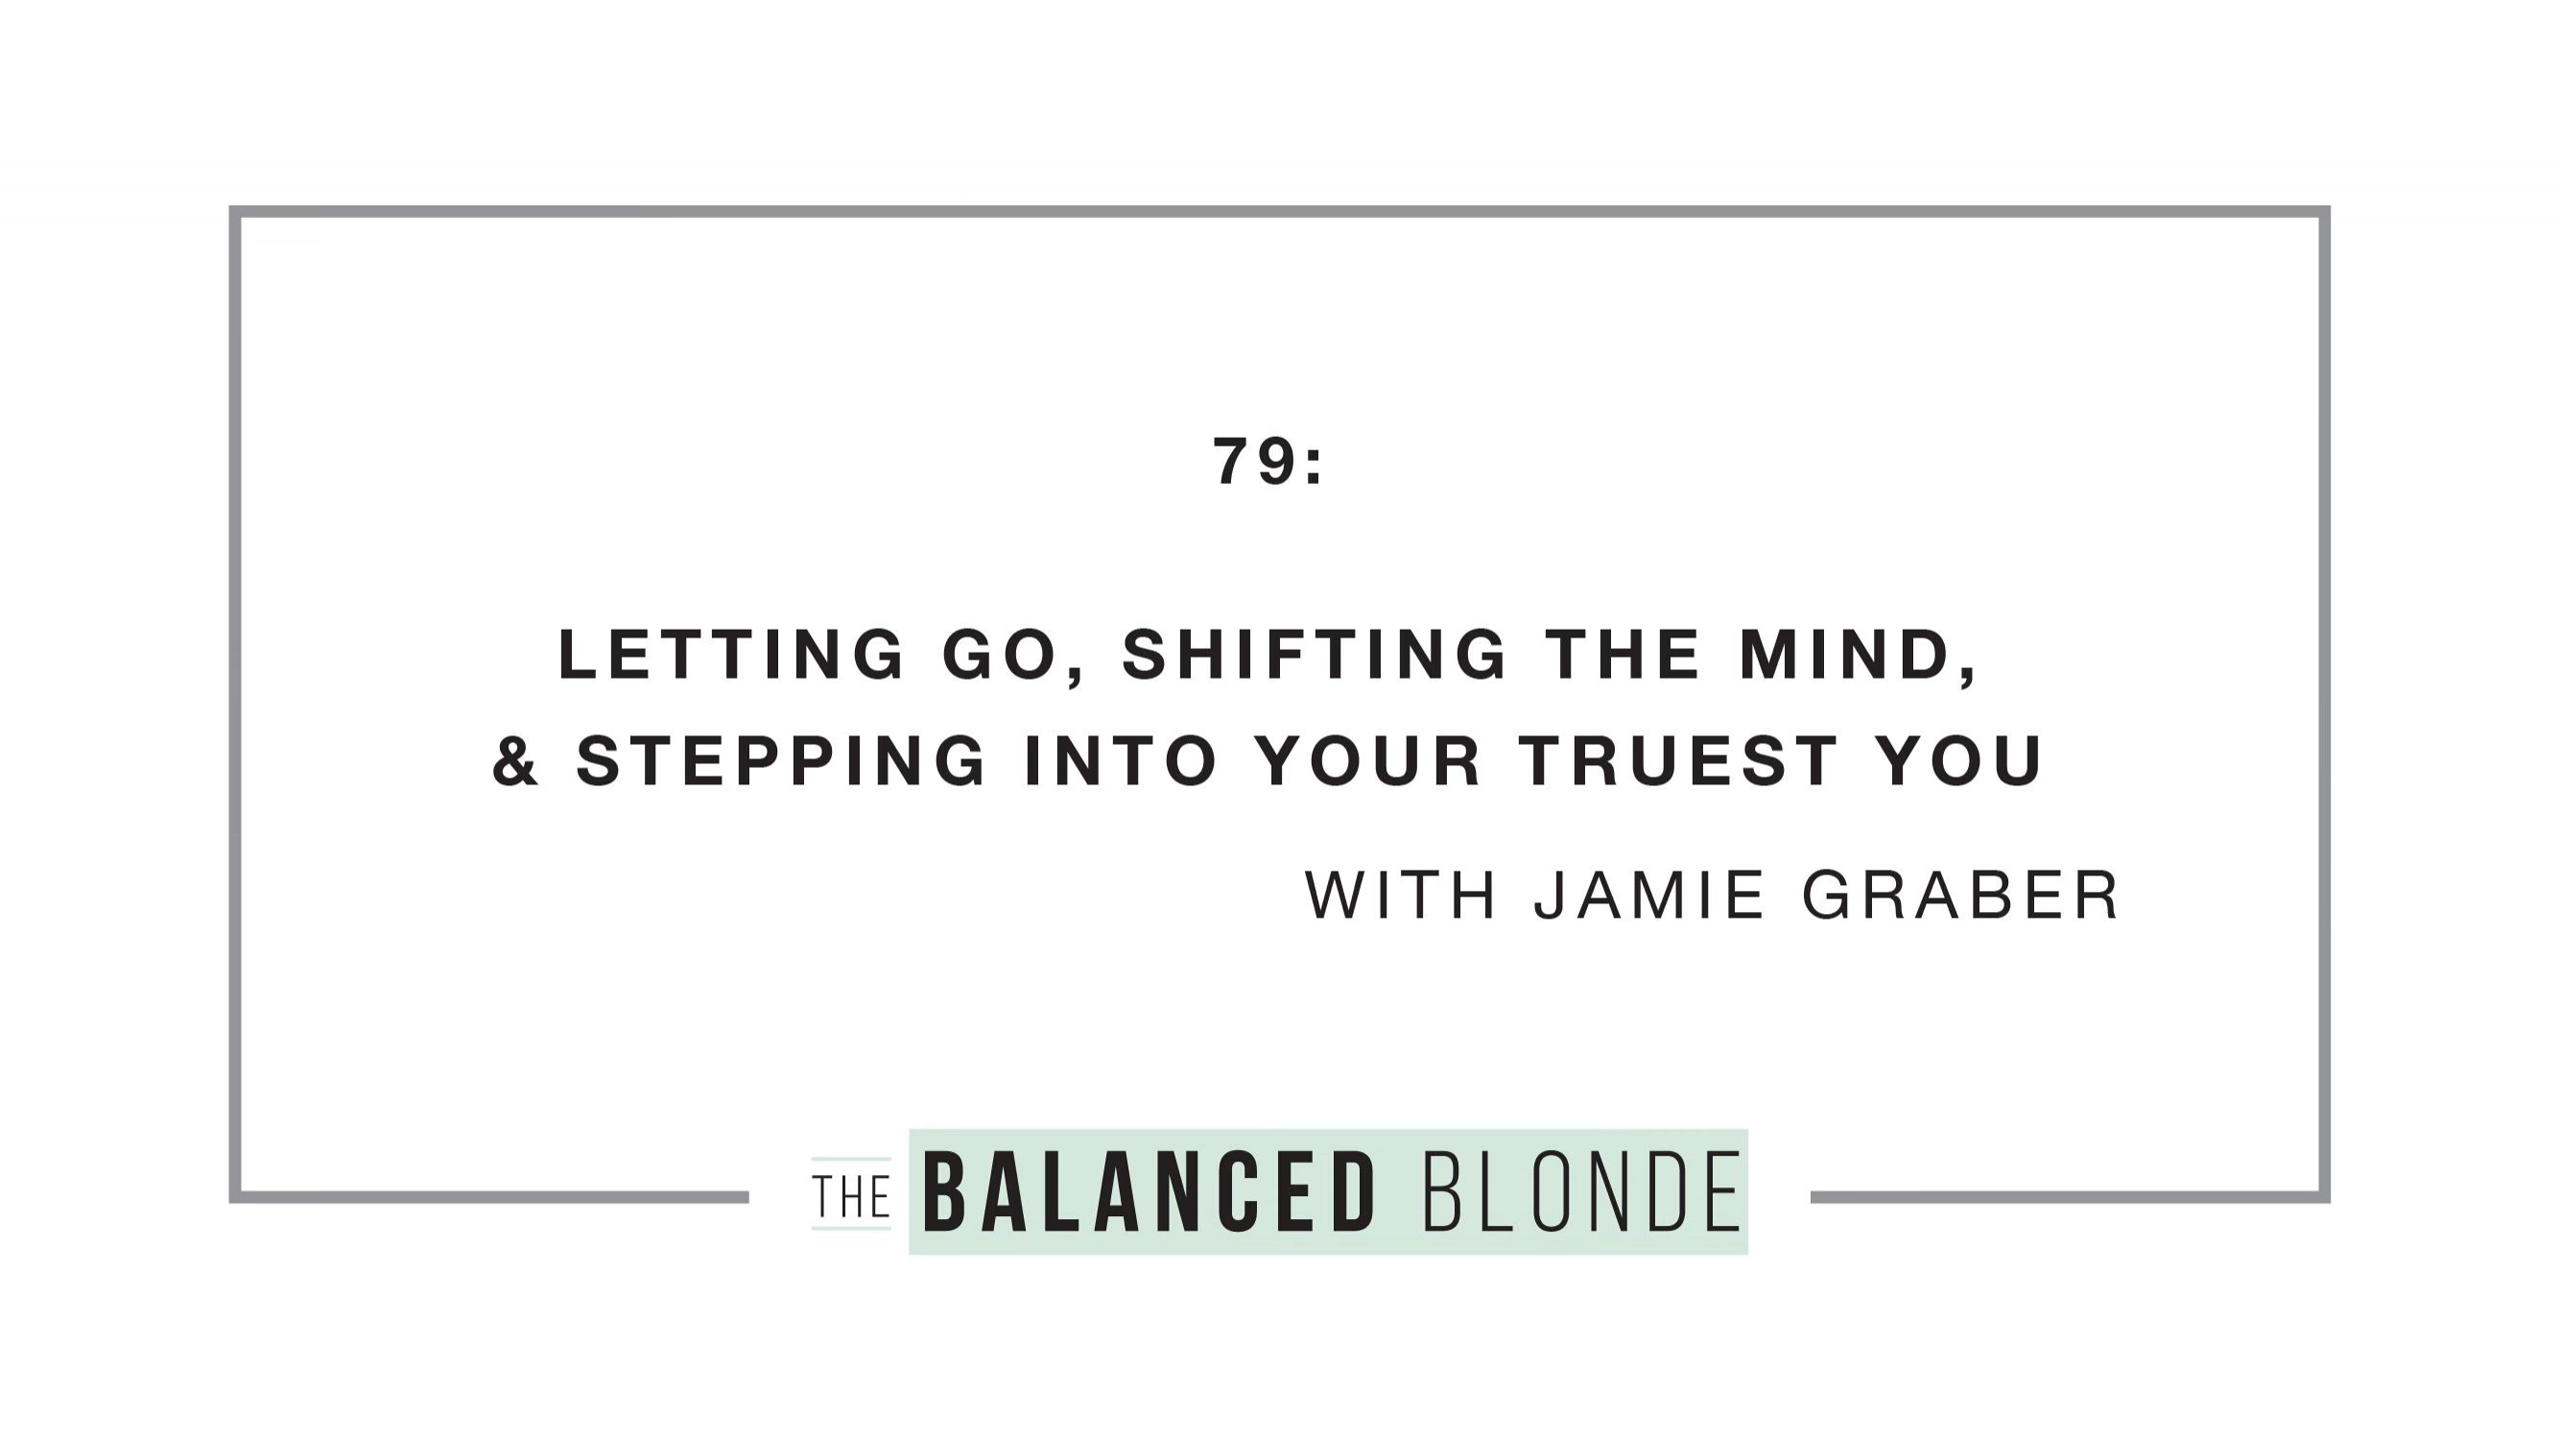 79:
LETTING GO, SHIFTING THE MIND,
& STEPPING INTO YOUR TRUEST YOU
WITH JAMIE GRABER
THE BALANCED BLONDE